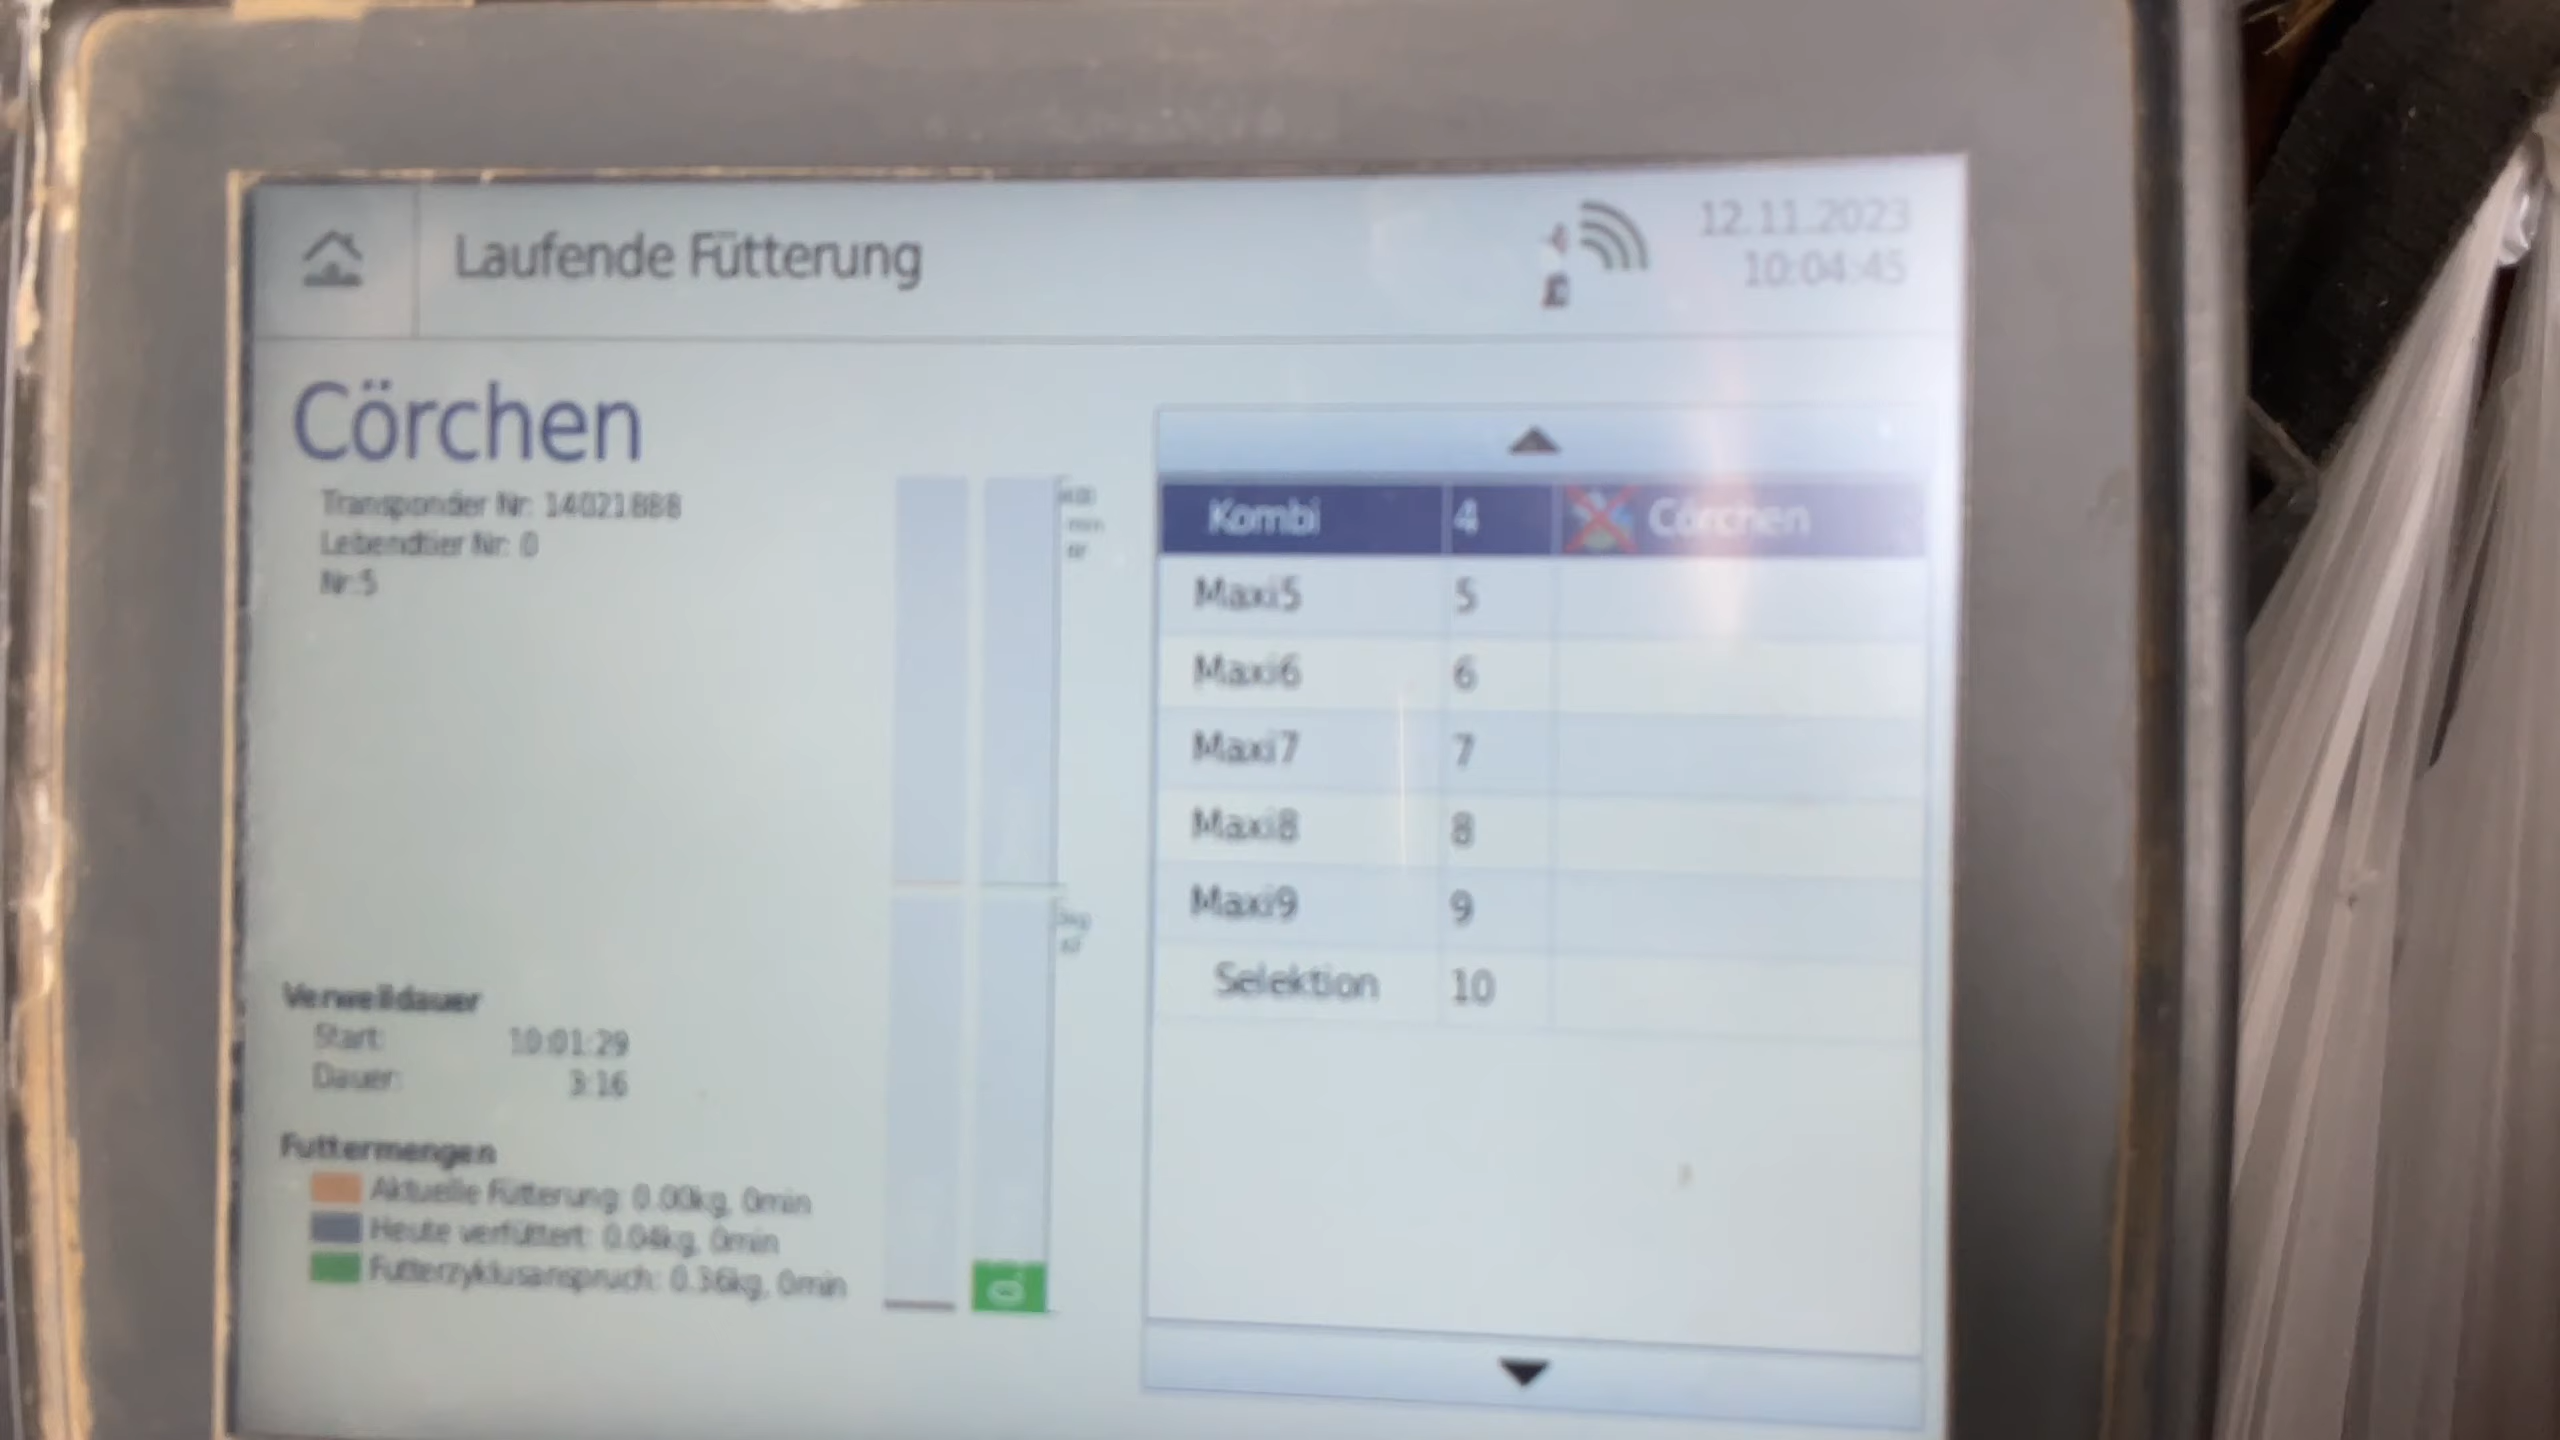 Laufende Fütterung
12.11.2023
10:04:45
Cörchen
Transponder Nr: 14021888
Lebendtier Nr: 0
Nr:5
Kombi 4 Cörchen
Maxi5 5
Maxi6 6
Maxi7 7
Maxi8 8
Maxi9 9
Selektion 10
Verweildauer
Start: 10:01:29
Dauer: 3:16
Futtermengen
Aktuelle Fütterung: 0.00kg, 0min
Heute verfüttert: 0.04kg, 0min
Futterzyklusanspruch: 0.36kg, 0min